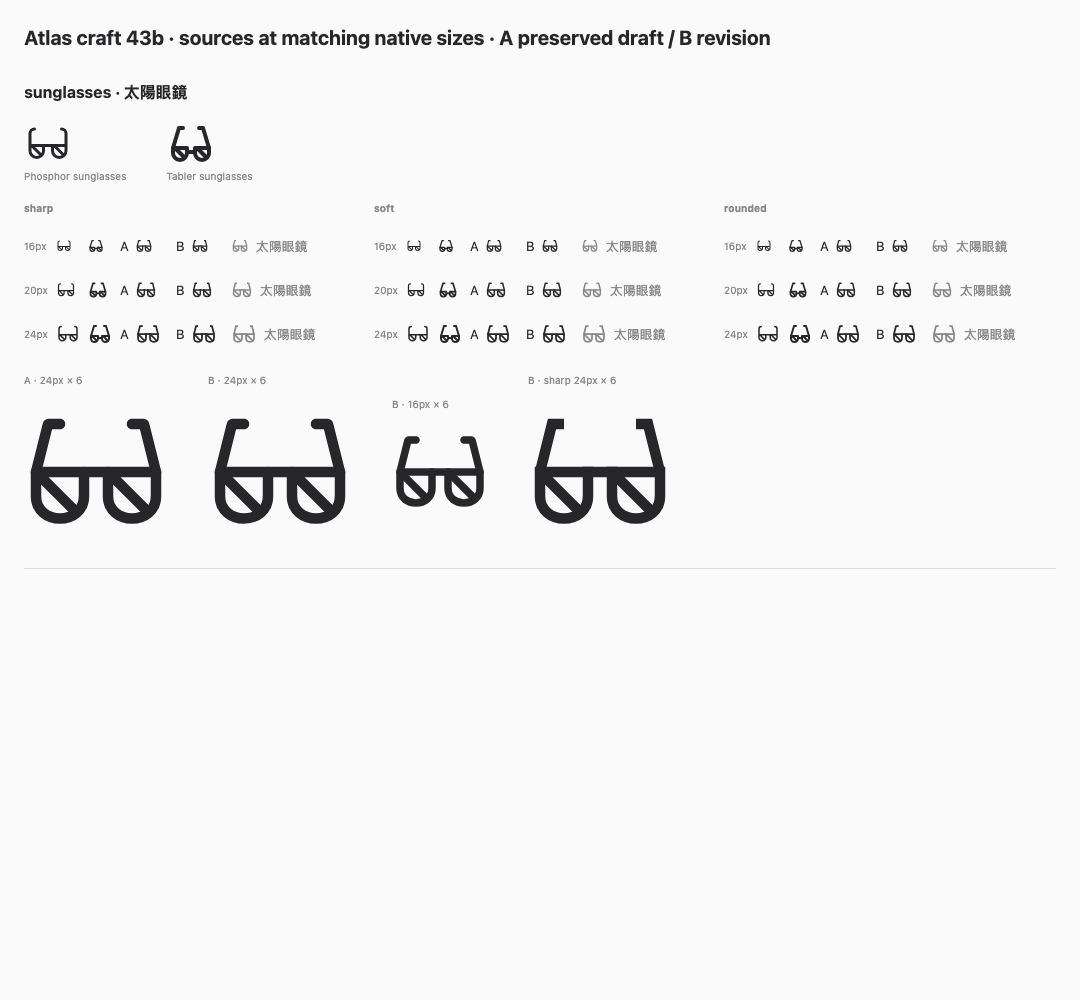 Atlas craft 43b · sources at matching native sizes · A preserved draft / B revision
sunglasses · 太陽眼鏡
Phosphor sunglasses
Tabler sunglasses
sharp
soft
rounded
16px A B 太陽眼鏡
16px A B 太陽眼鏡
16px A B 太陽眼鏡
20px A B 太陽眼鏡
20px A B 太陽眼鏡
20px A B 太陽眼鏡
24px A B 太陽眼鏡
24px A B 太陽眼鏡
24px A B 太陽眼鏡
A · 24px × 6
B · 24px × 6
B · 16px × 6
B · sharp 24px × 6